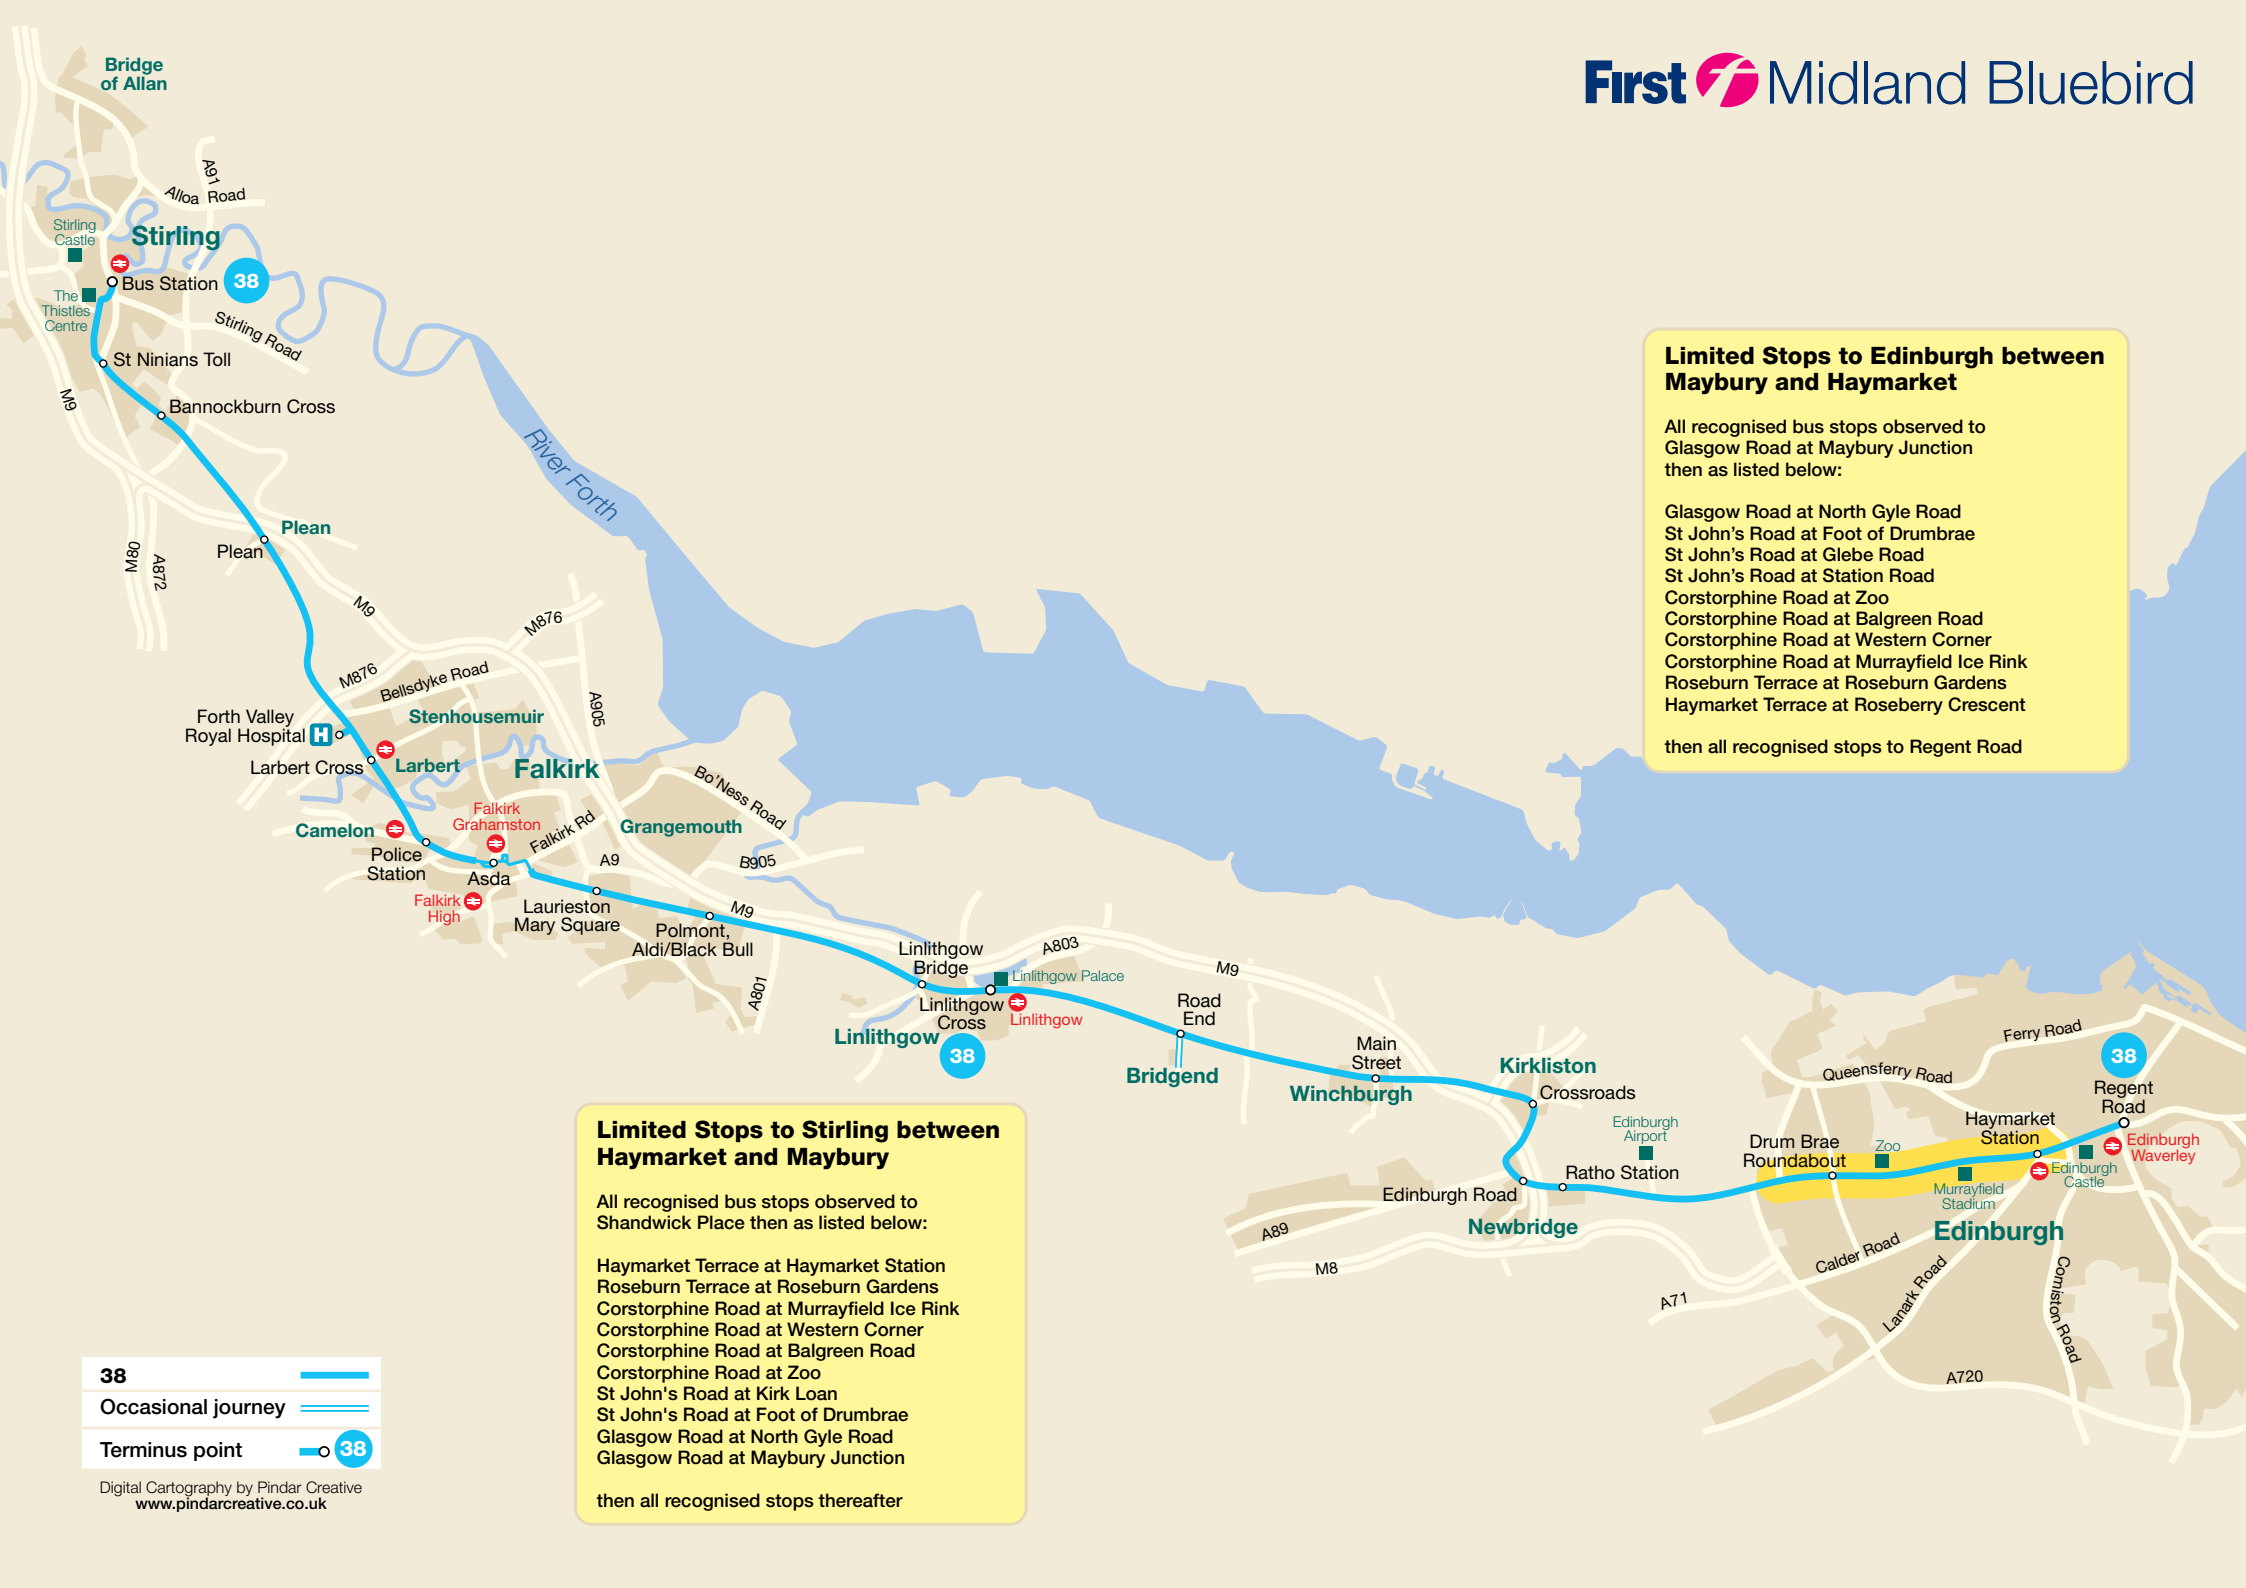 Bridge
of Allan
First Midland Bluebird
A91
Alloa Road
Stirling
Castle
Stirling
Bus Station
38
The
Thistles
Centre
Stirling Road
St Ninians Toll
M9
Bannockburn Cross
River Forth
Plean
Plean
M80
A872
M9
M876
M876
Bellsdyke Road
A905
Forth Valley
Royal Hospital
H
Stenhousemuir
Larbert Cross
Larbert
Falkirk
Bo'Ness Road
Falkirk
Grahamston
Falkirk Rd
Grangemouth
Camelon
Police
Station
Asda
A9
B905
Falkirk
High
Laurieston
Mary Square
M9
Polmont,
Aldi/Black Bull
A801
Linlithgow
Bridge
A803
Linlithgow Palace
Linlithgow
Cross
Linlithgow
Linlithgow
38
M9
Road
End
Bridgend
Main
Street
Winchburgh
Kirkliston
Crossroads
Edinburgh
Airport
Ratho Station
Edinburgh Road
Newbridge
A89
M8
A71
Drum Brae
Roundabout
Zoo
Murrayfield
Stadium
Haymarket
Station
Edinburgh
Castle
Edinburgh
Waverley
Edinburgh
Queensferry Road
Ferry Road
38
Regent
Road
Calder Road
Lanark Road
Comiston Road
A720
Limited Stops to Edinburgh between
Maybury and Haymarket
All recognised bus stops observed to
Glasgow Road at Maybury Junction
then as listed below:
Glasgow Road at North Gyle Road
St John’s Road at Foot of Drumbrae
St John’s Road at Glebe Road
St John’s Road at Station Road
Corstorphine Road at Zoo
Corstorphine Road at Balgreen Road
Corstorphine Road at Western Corner
Corstorphine Road at Murrayfield Ice Rink
Roseburn Terrace at Roseburn Gardens
Haymarket Terrace at Roseberry Crescent
then all recognised stops to Regent Road
Limited Stops to Stirling between
Haymarket and Maybury
All recognised bus stops observed to
Shandwick Place then as listed below:
Haymarket Terrace at Haymarket Station
Roseburn Terrace at Roseburn Gardens
Corstorphine Road at Murrayfield Ice Rink
Corstorphine Road at Western Corner
Corstorphine Road at Balgreen Road
Corstorphine Road at Zoo
St John's Road at Kirk Loan
St John's Road at Foot of Drumbrae
Glasgow Road at North Gyle Road
Glasgow Road at Maybury Junction
then all recognised stops thereafter
38
Occasional journey
Terminus point 38
Digital Cartography by Pindar Creative
www.pindarcreative.co.uk